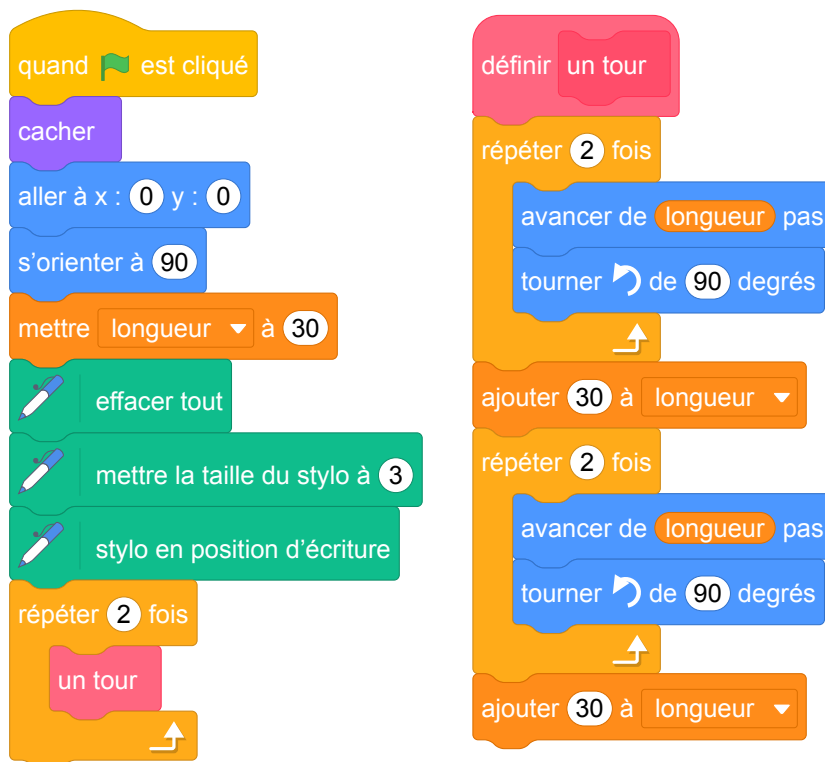 quand est cliqué
cacher
aller à x : 0 y : 0
s’orienter à 90
mettre longueur à 30
effacer tout
mettre la taille du stylo à 3
stylo en position d’écriture
répéter 2 fois
un tour
définir un tour
répéter 2 fois
avancer de longueur pas
tourner de 90 degrés
ajouter 30 à longueur
répéter 2 fois
avancer de longueur pas
tourner de 90 degrés
ajouter 30 à longueur